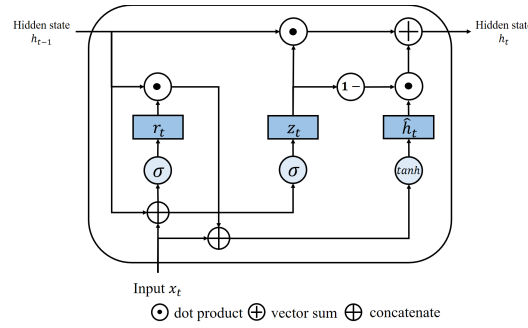 Hidden state
h_{t-1}
Hidden state
h_t
1 -
r_t
z_t
ĥ_t
σ
σ
tanh
Input x_t
dot product
vector sum
concatenate